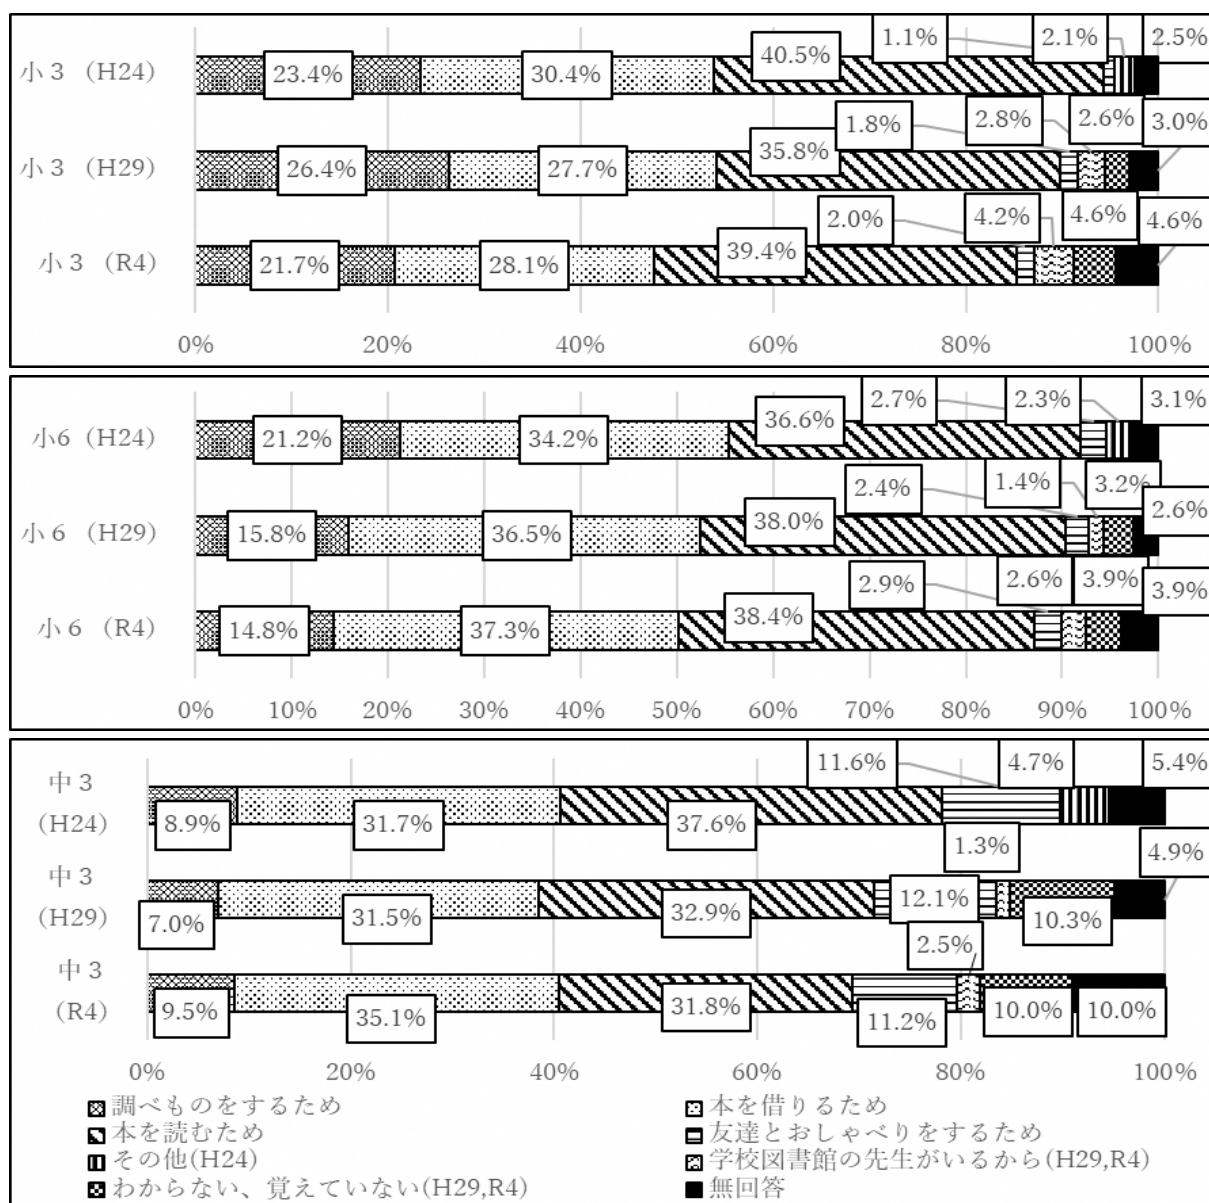 1.1% 2.1% 2.5%
小３（H24） 23.4% 30.4% 40.5%
1.8% 2.8% 2.6% 3.0%
小３（H29） 26.4% 27.7% 35.8%
2.0% 4.2% 4.6% 4.6%
小３（R4） 21.7% 28.1% 39.4%
0% 20% 40% 60% 80% 100%
2.7% 2.3% 3.1%
小6（H24） 21.2% 34.2% 36.6%
2.4% 1.4% 3.2% 2.6%
小６（H29） 15.8% 36.5% 38.0%
2.9% 2.6% 3.9% 3.9%
小６（R4） 14.8% 37.3% 38.4%
0% 10% 20% 30% 40% 50% 60% 70% 80% 90% 100%
11.6% 4.7% 5.4%
中３
(H24) 8.9% 31.7% 37.6%
1.3% 4.9%
中３
(H29) 7.0% 31.5% 32.9% 12.1% 10.3%
2.5%
中３
（R4） 9.5% 35.1% 31.8% 11.2% 10.0% 10.0%
0% 20% 40% 60% 80% 100%
調べものをするため 本を借りるため
本を読むため 友達とおしゃべりをするため
その他(H24) 学校図書館の先生がいるから(H29,R4)
わからない、覚えていない(H29,R4) 無回答